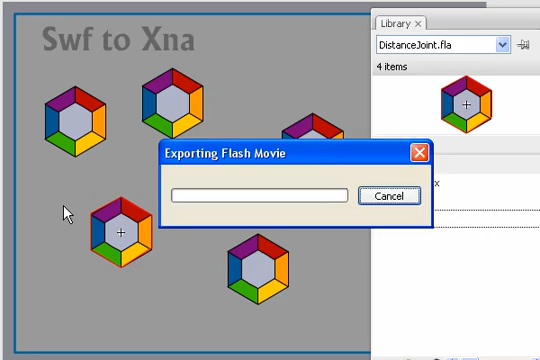 Swf to Xna
Library
DistanceJoint.fla
4 items
Exporting Flash Movie
Cancel
x